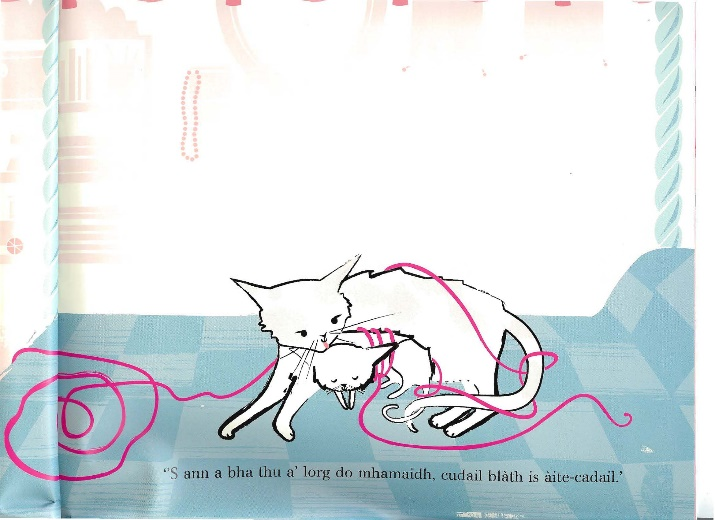 ‘'S ann a bha thu a' lorg do mhamaidh, cudail blàth is àite-cadail.’